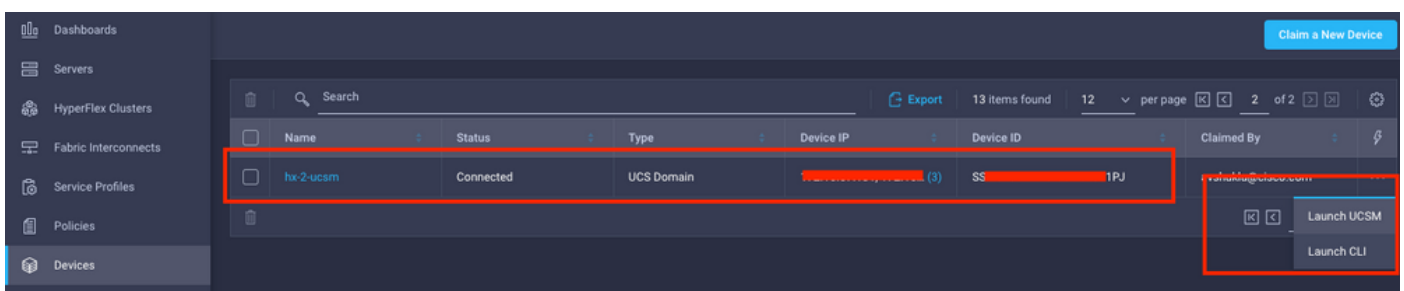 Dashboards
Claim a New Device
Servers
Search
Export
13 items found
12
per page
2 of 2
HyperFlex Clusters
Name
Status
Type
Device IP
Device ID
Claimed By
Fabric Interconnects
hx-2-ucsm
Connected
UCS Domain
(3)
SS
1PJ
Service Profiles
Policies
Launch UCSM
Devices
Launch CLI